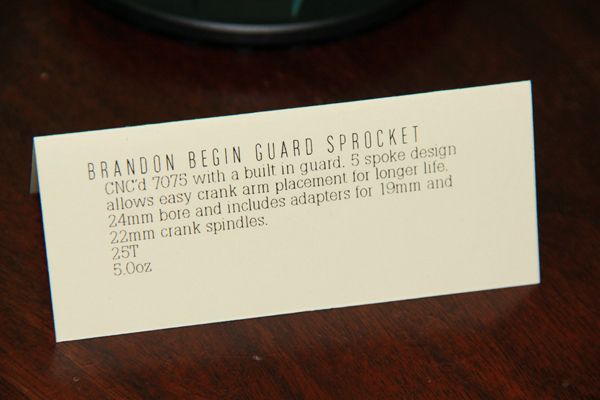 BRANDON BEGIN GUARD SPROCKET
CNC'd 7075 with a built in guard. 5 spoke design
allows easy crank arm placement for longer life.
24mm bore and includes adapters for 19mm and
22mm crank spindles.
25T
5.0oz